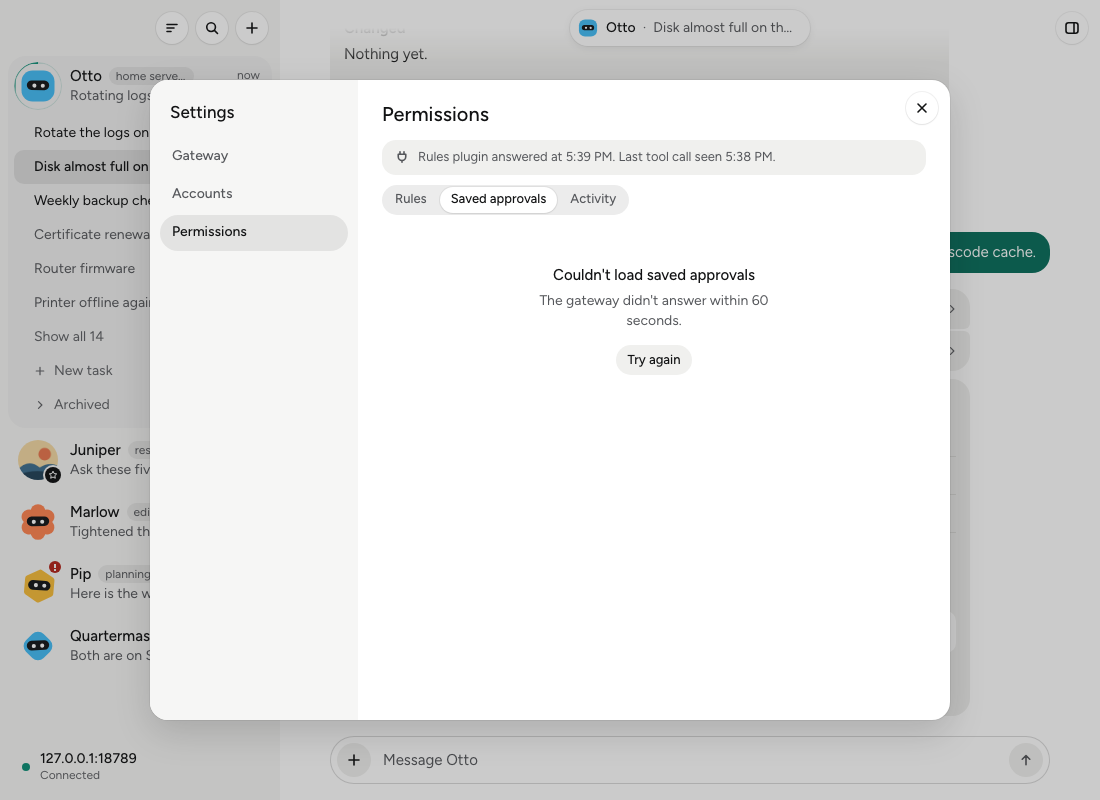 Changed
Otto · Disk almost full on th...
Nothing yet.
Otto home serve... now
Rotating logs
Rotate the logs on
Disk almost full on
Weekly backup che
Certificate renewa
Router firmware
Printer offline again
Show all 14
New task
Archived
Juniper res
Ask these fiv
Marlow edi
Tightened th
Pip planning
Here is the w
Quartermas
Both are on S
127.0.0.1:18789
Connected
Settings
Gateway
Accounts
Permissions
Permissions
Rules plugin answered at 5:39 PM. Last tool call seen 5:38 PM.
Rules
Saved approvals
Activity
Couldn't load saved approvals
The gateway didn't answer within 60
seconds.
Try again
scode cache.
Message Otto